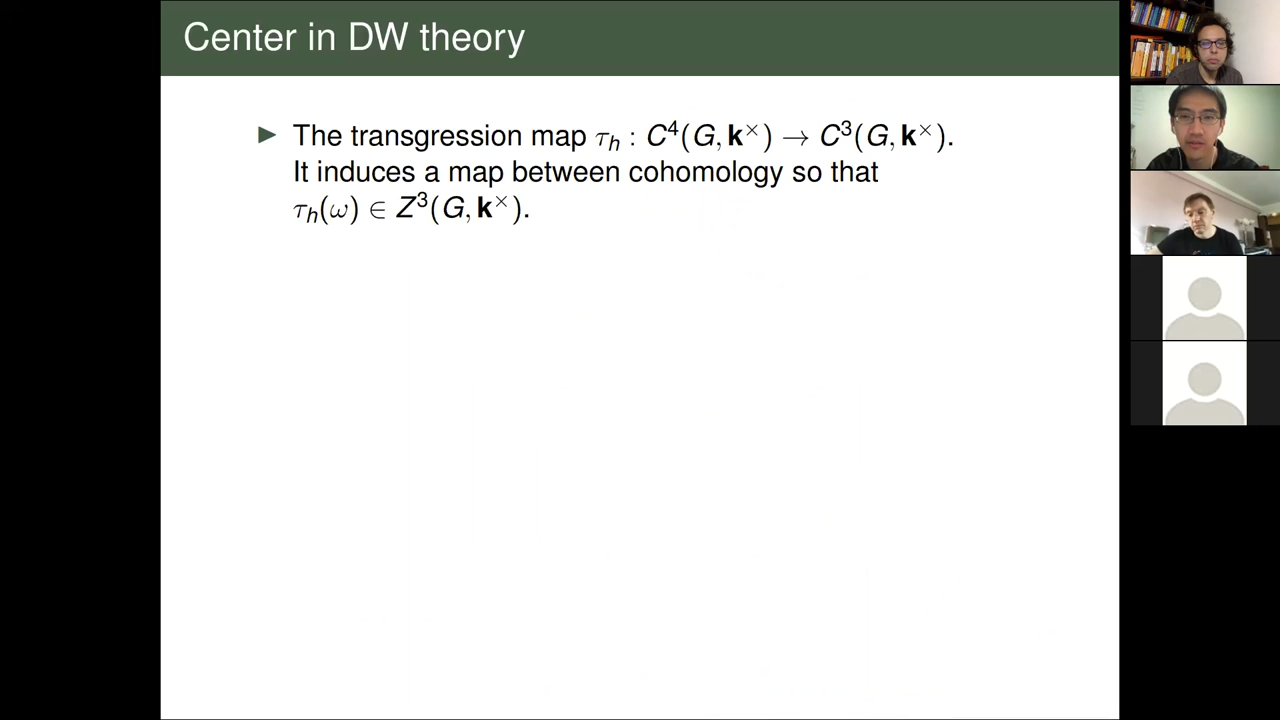 Center in DW theory
▶ The transgression map τ_h : C⁴(G, k^×) → C³(G, k^×).
It induces a map between cohomology so that
τ_h(ω) ∈ Z³(G, k^×).